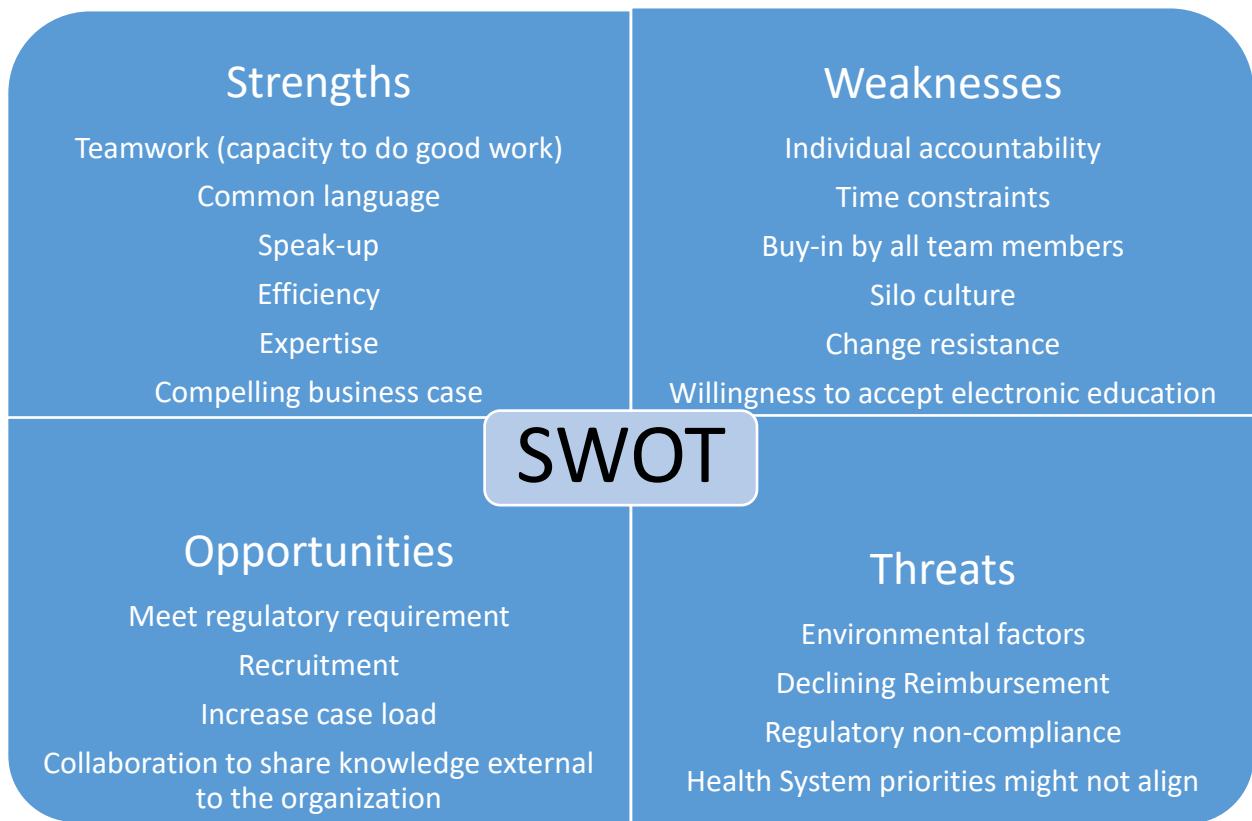 Strengths
Teamwork (capacity to do good work)
Common language
Speak-up
Efficiency
Expertise
Compelling business case
Weaknesses
Individual accountability
Time constraints
Buy-in by all team members
Silo culture
Change resistance
Willingness to accept electronic education
SWOT
Opportunities
Meet regulatory requirement
Recruitment
Increase case load
Collaboration to share knowledge external
to the organization
Threats
Environmental factors
Declining Reimbursement
Regulatory non-compliance
Health System priorities might not align